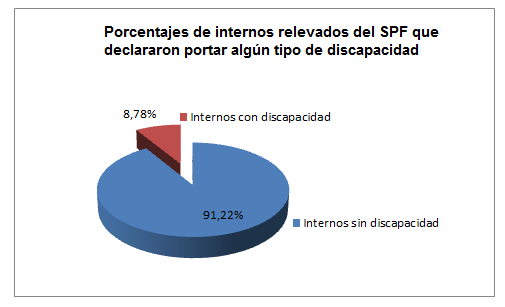 Porcentajes de internos relevados del SPF que
declararon portar algún tipo de discapacidad
8,78%
Internos con discapacidad
91,22%
Internos sin discapacidad